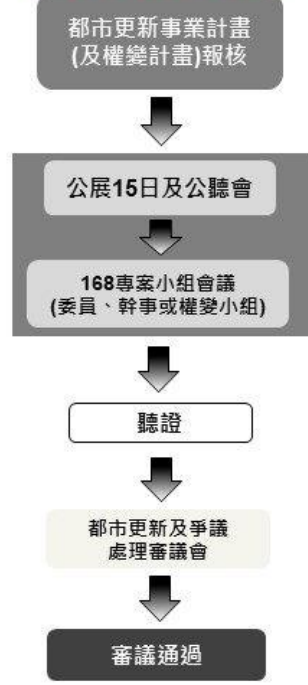 都市更新事業計畫
(及權變計畫)報核
公展15日及公聽會
168專案小組會議
(委員、幹事或權變小組)
聽證
都市更新及爭議
處理審議會
審議通過